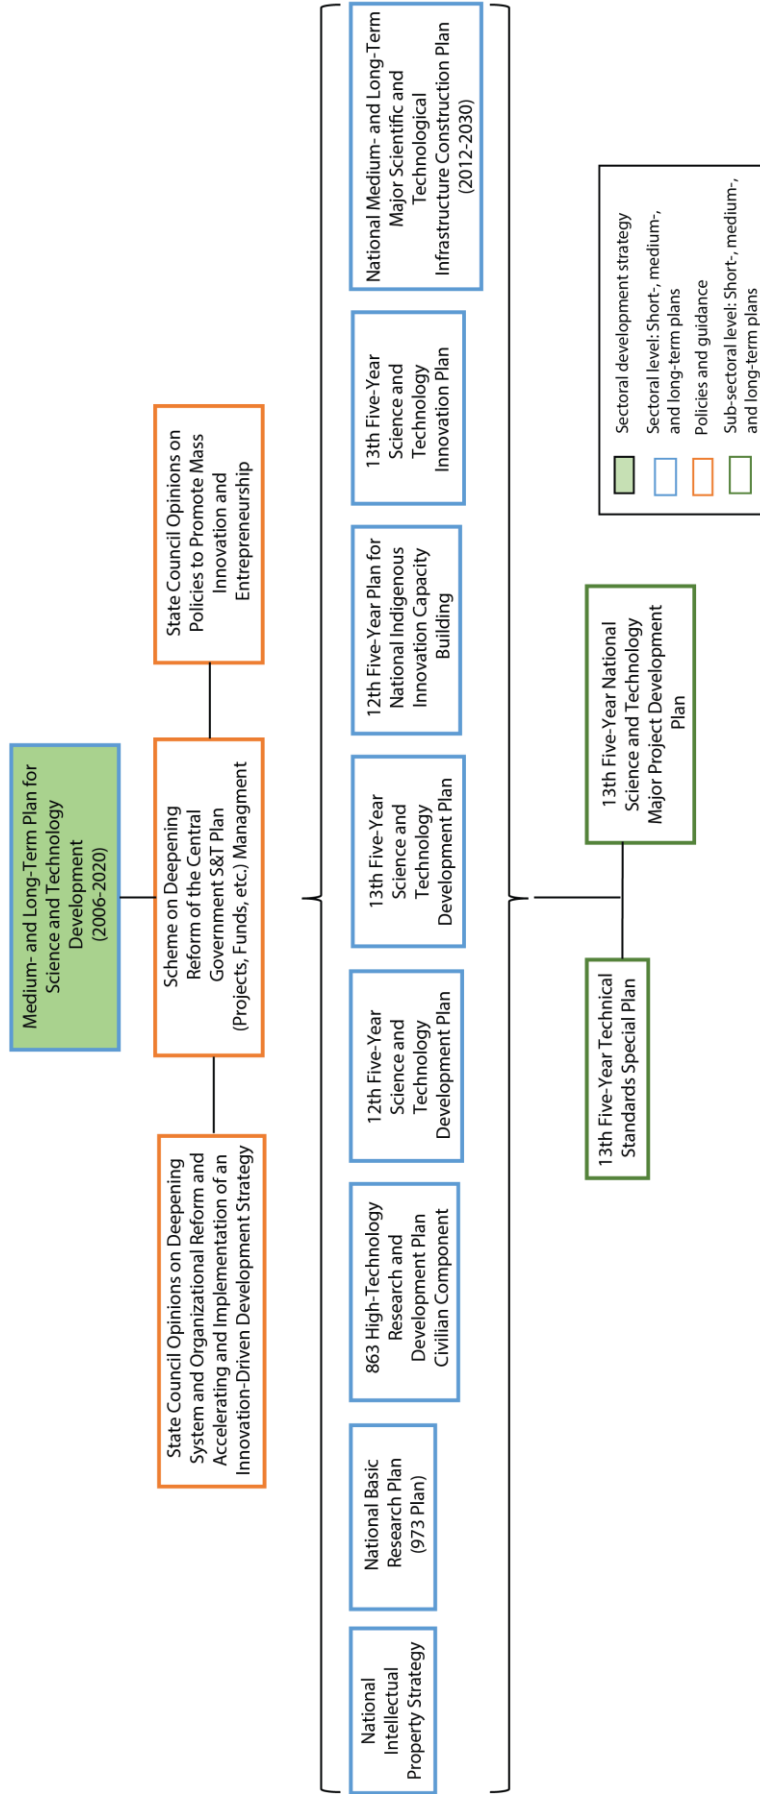 Medium- and Long-Term Plan for
Science and Technology
Development
(2006-2020)
State Council Opinions on Deepening
System and Organizational Reform and
Accelerating and Implementation of an
Innovation-Driven Development Strategy
Scheme on Deepening
Reform of the Central
Government S&T Plan
(Projects, Funds, etc.) Managment
State Council Opinions on
Policies to Promote Mass
Innovation and
Entrepreneurship
National
Intellectual
Property Strategy
National Basic
Research Plan
(973 Plan)
863 High-Technology
Research and
Development Plan
Civilian Component
12th Five-Year
Science and
Technology
Development Plan
13th Five-Year
Science and
Technology
Development Plan
12th Five-Year Plan for
National Indigenous
Innovation Capacity
Building
13th Five-Year
Science and
Technology
Innovation Plan
National Medium- and Long-Term
Major Scientific and
Technological
Infrastructure Construction Plan
(2012-2030)
13th Five-Year Technical
Standards Special Plan
13th Five-Year National
Science and Technology
Major Project Development
Plan
Sectoral development strategy
Sectoral level: Short-, medium-,
and long-term plans
Policies and guidance
Sub-sectoral level: Short-, medium-,
and long-term plans